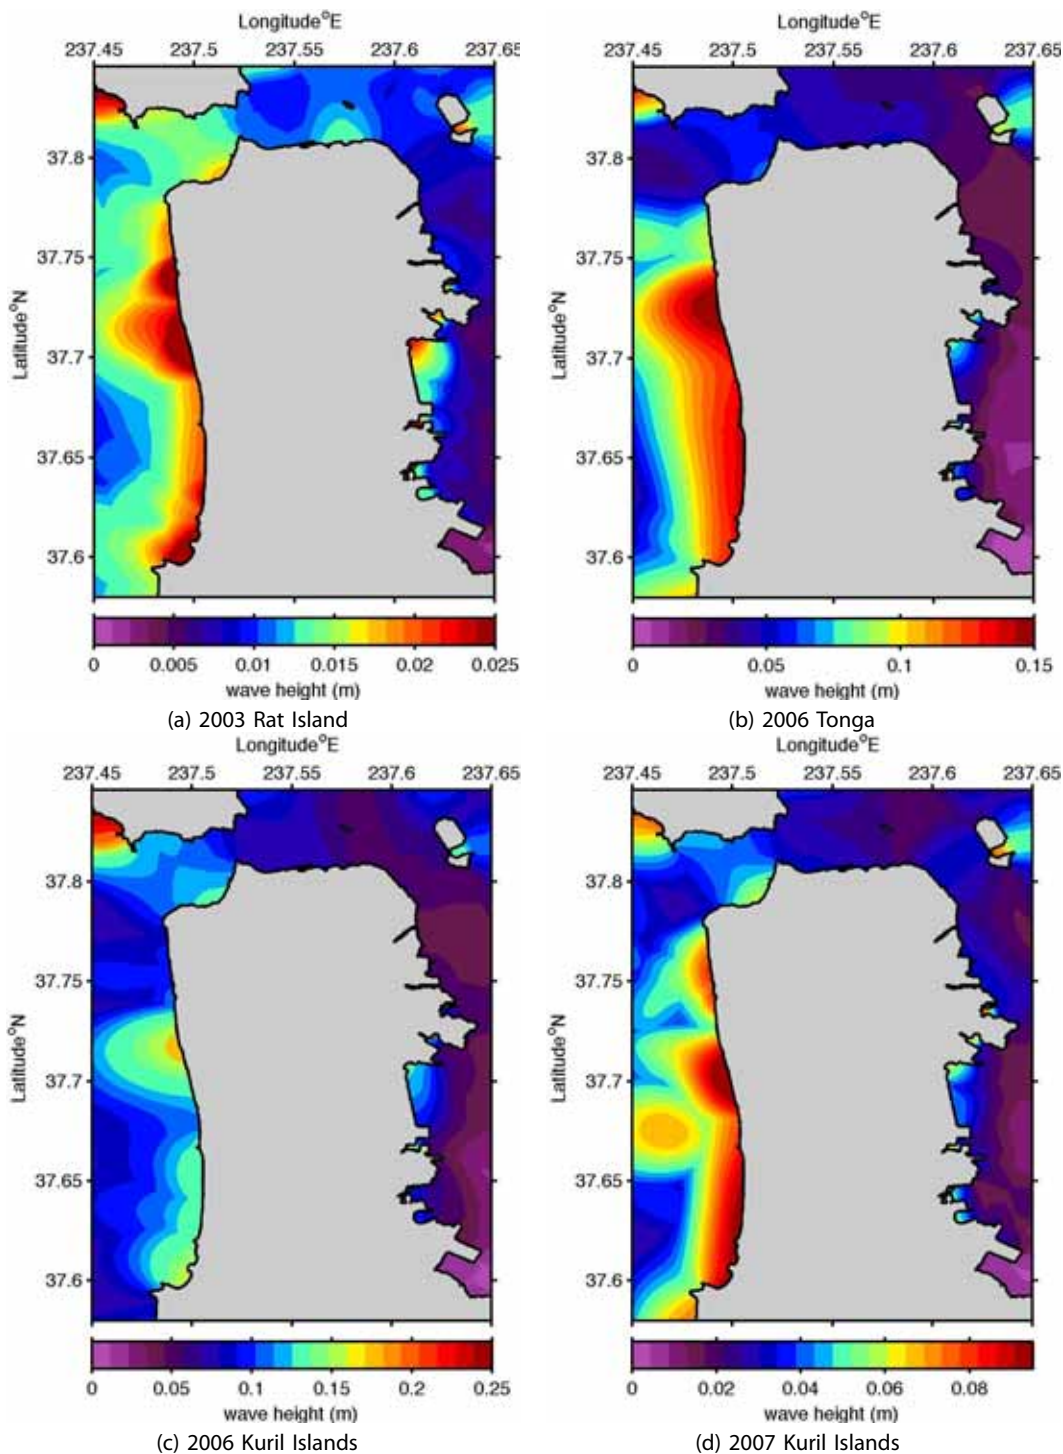 Longitude°E
237.45 237.5 237.55 237.6 237.65
Latitude°N
37.8
37.75
37.7
37.65
37.6
0 0.005 0.01 0.015 0.02 0.025
wave height (m)
(a) 2003 Rat Island
Longitude°E
237.45 237.5 237.55 237.6 237.65
Latitude°N
37.8
37.75
37.7
37.65
37.6
0 0.05 0.1 0.15
wave height (m)
(b) 2006 Tonga
Longitude°E
237.45 237.5 237.55 237.6 237.65
Latitude°N
37.8
37.75
37.7
37.65
37.6
0 0.05 0.1 0.15 0.2 0.25
wave height (m)
(c) 2006 Kuril Islands
Longitude°E
237.45 237.5 237.55 237.6 237.65
Latitude°N
37.8
37.75
37.7
37.65
37.6
0 0.02 0.04 0.06 0.08
wave height (m)
(d) 2007 Kuril Islands